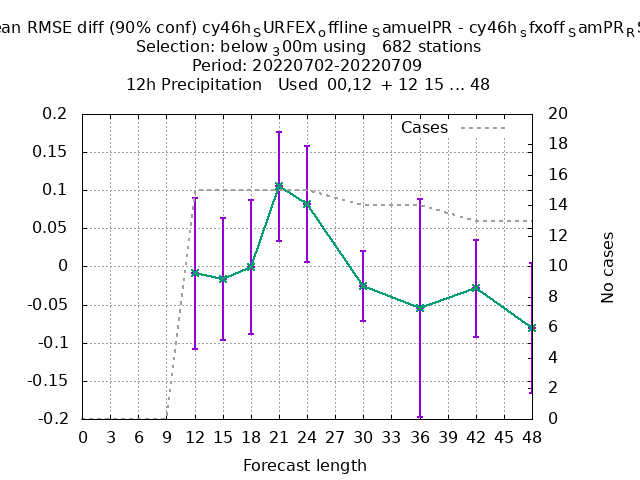 ean RMSE diff (90% conf) cy46h_SURFEX_offline_SamuelPR - cy46h_sfxoff_SamPR_RS
Selection: below_300m using 682 stations
Period: 20220702-20220709
12h Precipitation Used 00,12 + 12 15 ... 48
0.2
0.15
0.1
0.05
0
-0.05
-0.1
-0.15
-0.2
Cases
20
18
16
14
12
10
8
6
4
2
0
No cases
0 3 6 9 12 15 18 21 24 27 30 33 36 39 42 45 48
Forecast length